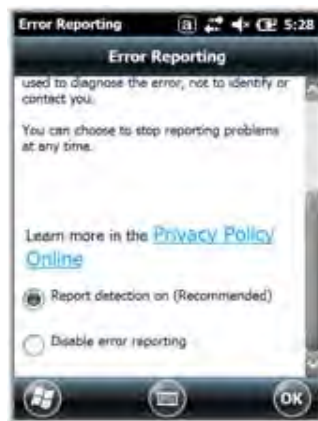 Error Reporting a 5:28
Error Reporting
used to diagnose the error, not to identify or
contact you.
You can choose to stop reporting problems
at any time.
Learn more in the Privacy Policy
Online
Report detection on (Recommended)
Disable error reporting
OK